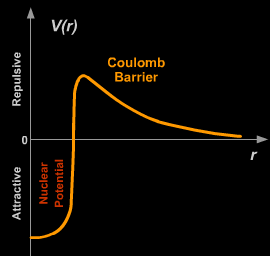 V(r)
Repulsive
Coulomb
Barrier
0
r
Attractive
Nuclear
Potential